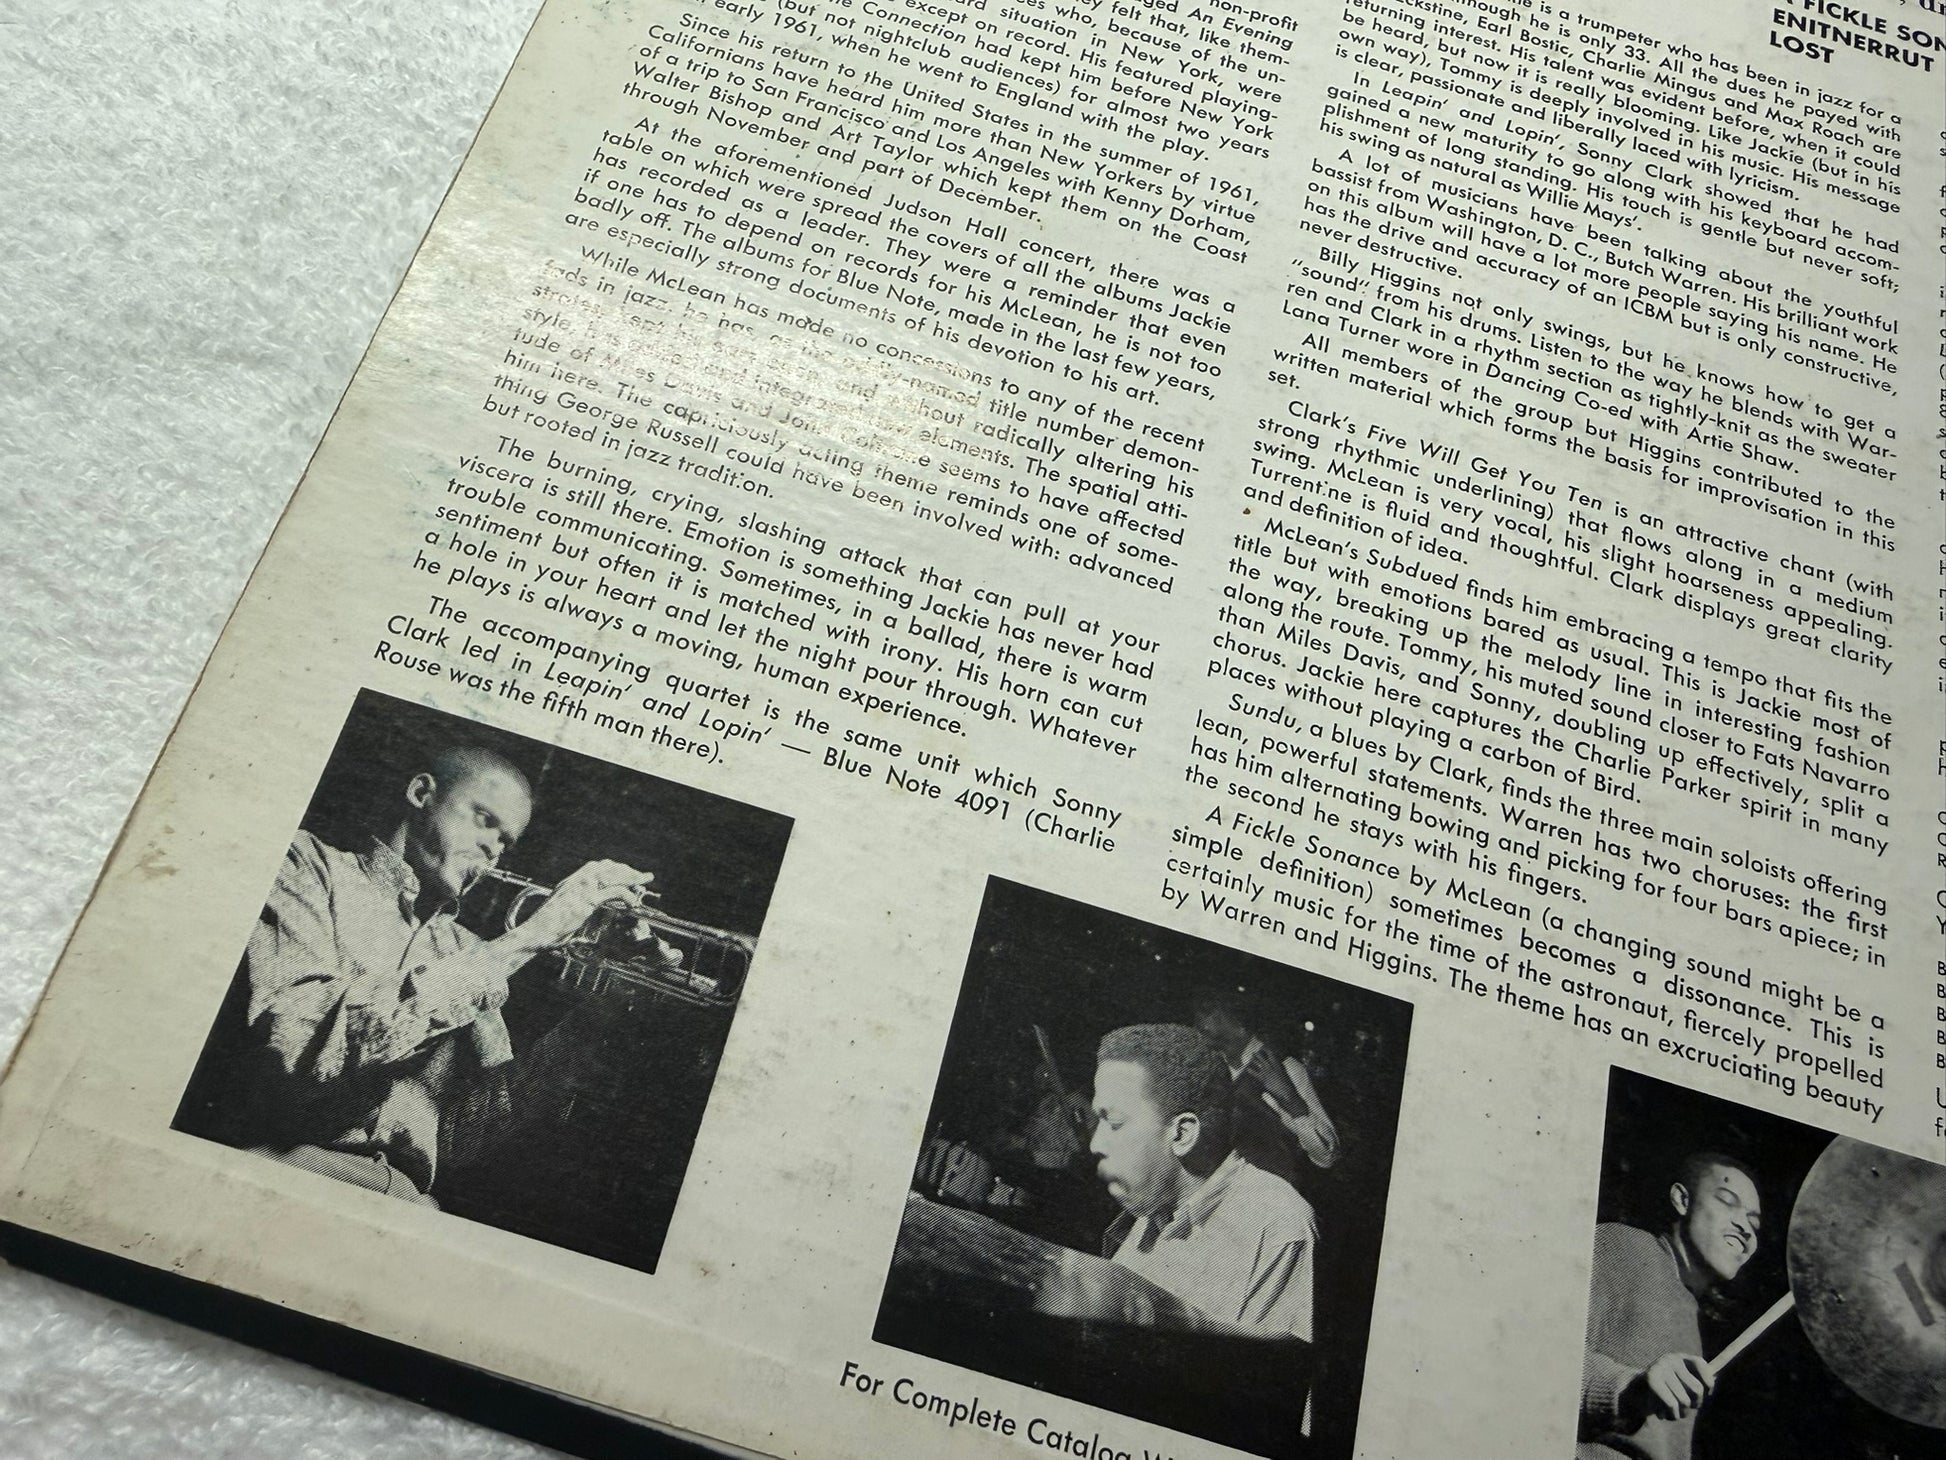 non-profit
An Evening
felt that, like them-
who, because of the un-
situation in New York, were
except on record. His featured playing
Connection had kept him before New York
(but not nightclub audiences) for almost two years
early 1961, when he went to England with the play.
Since his return to the United States in the summer of 1961,
Californians have heard him more than New Yorkers by virtue
of a trip to San Francisco and Los Angeles with Kenny Dorham,
Walter Bishop and Art Taylor which kept them on the Coast
through November and part of December.
At the aforementioned Judson Hall concert, there was a
table on which were spread the covers of all the albums Jackie
has recorded as a leader. They were a reminder that even
if one has to depend on records for his McLean, he is not too
badly off. The albums for Blue Note, made in the last few years,
are especially strong documents of his devotion to his art.
While McLean has made no concessions to any of the recent
fads in jazz, he has, as the aptly-named title number demon-
strates, kept his ears open and without radically altering his
style, has and integrated new elements. The spatial atti-
tude of Miles Davis and John Coltrane seems to have affected
him here. The capriciously acting theme reminds one of some-
thing George Russell could have been involved with: advanced
but rooted in jazz tradition.
The burning, crying, slashing attack that can pull at your
viscera is still there. Emotion is something Jackie has never had
trouble communicating. Sometimes, in a ballad, there is warm
sentiment but often it is matched with irony. His horn can cut
a hole in your heart and let the night pour through. Whatever
he plays is always a moving, human experience.
The accompanying quartet is the same unit which Sonny
Clark led in Leapin' and Lopin' — Blue Note 4091 (Charlie
Rouse was the fifth man there).
is a trumpeter who has been in jazz for a
though he is only 33. All the dues he payed with
Eckstine, Earl Bostic, Charlie Mingus and Max Roach are
returning interest. His talent was evident before, when it could
be heard, but now it is really blooming. Like Jackie (but in his
own way), Tommy is deeply involved in his music. His message
is clear, passionate and liberally laced with lyricism.
In Leapin' and Lopin', Sonny Clark showed that he had
gained a new maturity to go along with his keyboard accom-
plishment of long standing. His touch is gentle but never soft;
his swing as natural as Willie Mays'.
A lot of musicians have been talking about the youthful
bassist from Washington, D. C., Butch Warren. His brilliant work
on this album will have a lot more people saying his name. He
has the drive and accuracy of an ICBM but is only constructive,
never destructive.
Billy Higgins not only swings, but he knows how to get a
"sound" from his drums. Listen to the way he blends with War-
ren and Clark in a rhythm section as tightly-knit as the sweater
Lana Turner wore in Dancing Co-ed with Artie Shaw.
All members of the group but Higgins contributed to the
written material which forms the basis for improvisation in this
set.
Clark's Five Will Get You Ten is an attractive chant (with
strong rhythmic underlining) that flows along in a medium
swing. McLean is very vocal, his slight hoarseness appealing.
Turrentine is fluid and thoughtful. Clark displays great clarity
and definition of idea.
McLean's Subdued finds him embracing a tempo that fits the
title but with emotions bared as usual. This is Jackie most of
the way, breaking up the melody line in interesting fashion
along the route. Tommy, his muted sound closer to Fats Navarro
than Miles Davis, and Sonny, doubling up effectively, split a
chorus. Jackie here captures the Charlie Parker spirit in many
places without playing a carbon of Bird.
Sundu, a blues by Clark, finds the three main soloists offering
lean, powerful statements. Warren has two choruses: the first
has him alternating bowing and picking for four bars apiece; in
the second he stays with his fingers.
A Fickle Sonance by McLean (a changing sound might be a
simple definition) sometimes becomes a dissonance. This is
certainly music for the time of the astronaut, fiercely propelled
by Warren and Higgins. The theme has an excruciating beauty
FICKLE SON
ENITNERRUT
LOST
For Complete Catalog